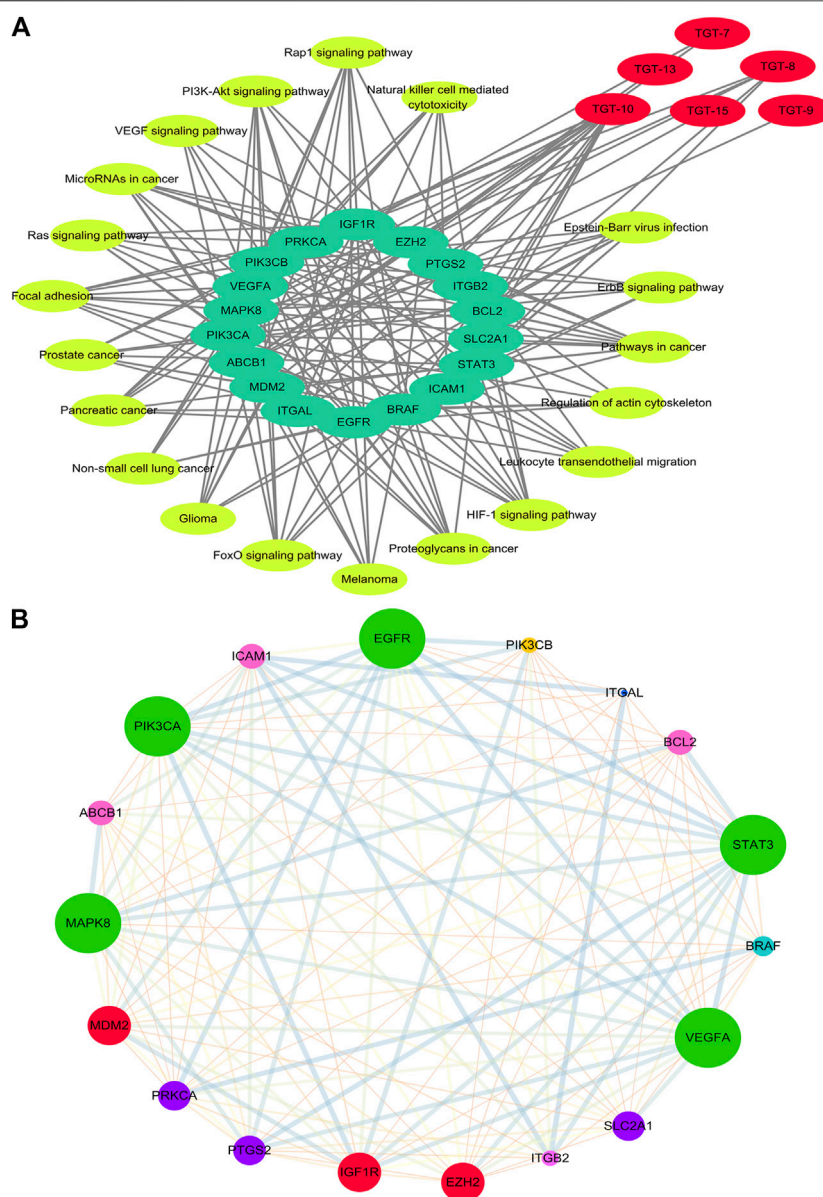 A
TGT-7
Rap1 signaling pathway
TGT-13
TGT-8
PI3K-Akt signaling pathway
Natural killer cell mediated
cytotoxicity
TGT-10
TGT-15
TGT-9
VEGF signaling pathway
MicroRNAs in cancer
IGF1R
Epstein-Barr virus infection
Ras signaling pathway
PRKCA
EZH2
PIK3CB
PTGS2
VEGFA
ITGB2
ErbB signaling pathway
Focal adhesion
MAPK8
BCL2
PIK3CA
SLC2A1
Pathways in cancer
Prostate cancer
ABCB1
STAT3
MDM2
ICAM1
Regulation of actin cytoskeleton
Pancreatic cancer
ITGAL
BRAF
EGFR
Non-small cell lung cancer
Leukocyte transendothelial migration
Glioma
HIF-1 signaling pathway
FoxO signaling pathway
Proteoglycans in cancer
Melanoma
B
EGFR
PIK3CB
ICAM1
ITGAL
PIK3CA
BCL2
ABCB1
STAT3
MAPK8
BRAF
MDM2
VEGFA
PRKCA
SLC2A1
PTGS2
ITGB2
IGF1R
EZH2